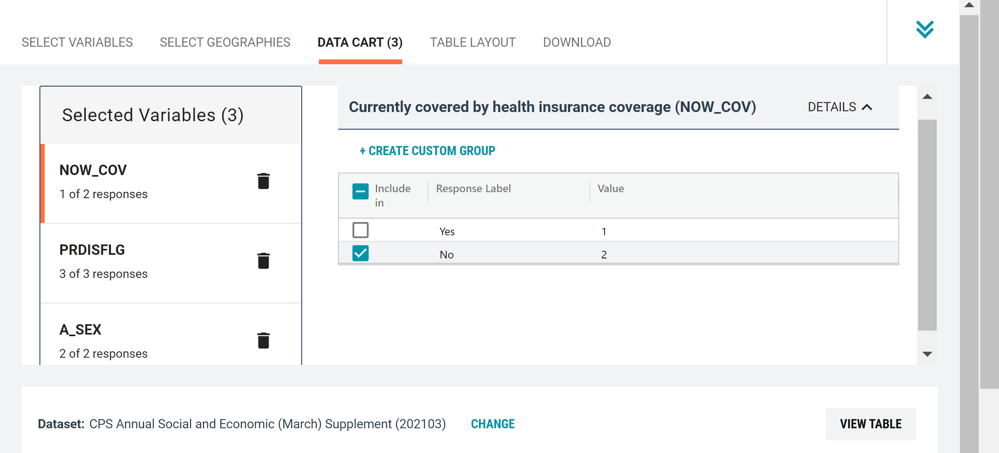 SELECT VARIABLES SELECT GEOGRAPHIES DATA CART (3) TABLE LAYOUT DOWNLOAD
Selected Variables (3)
NOW_COV
1 of 2 responses
PRDISFLG
3 of 3 responses
A_SEX
2 of 2 responses
Currently covered by health insurance coverage (NOW_COV) DETAILS
+ CREATE CUSTOM GROUP
Include in Response Label Value
Yes 1
No 2
Dataset: CPS Annual Social and Economic (March) Supplement (202103) CHANGE VIEW TABLE